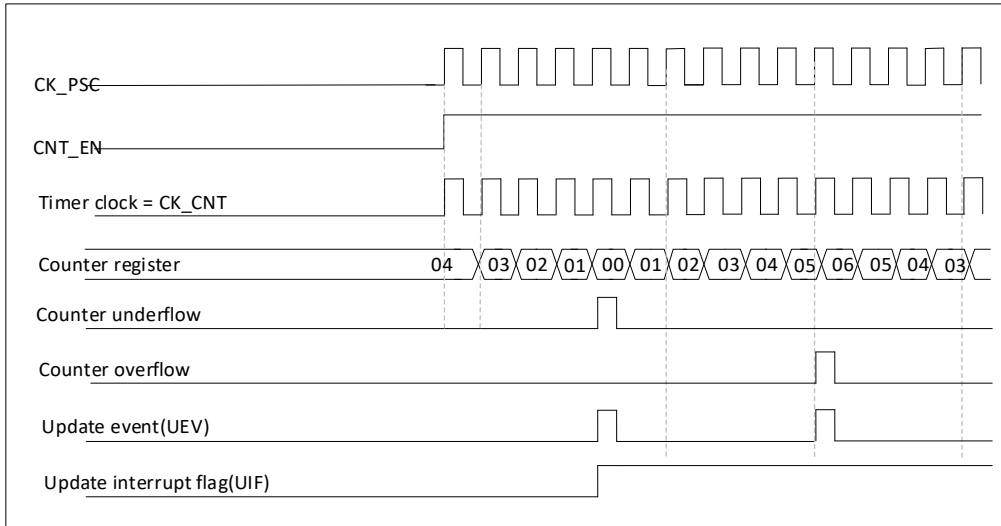 CK_PSC
CNT_EN
Timer clock = CK_CNT
Counter register 04 03 02 01 00 01 02 03 04 05 06 05 04 03
Counter underflow
Counter overflow
Update event(UEV)
Update interrupt flag(UIF)